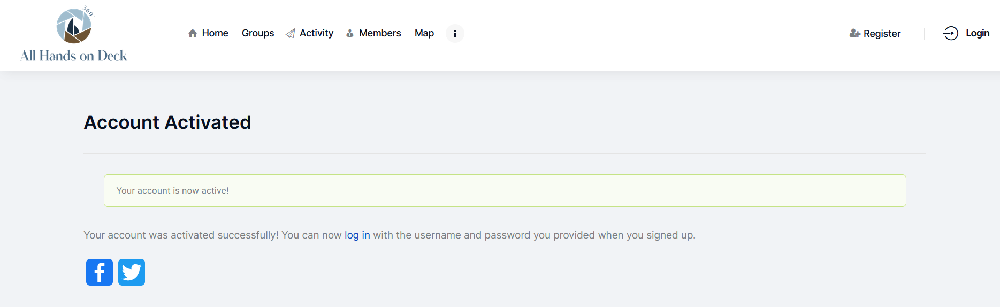 360°
All Hands on Deck
Home Groups Activity Members Map Register Login
Account Activated
Your account is now active!
Your account was activated successfully! You can now log in with the username and password you provided when you signed up.